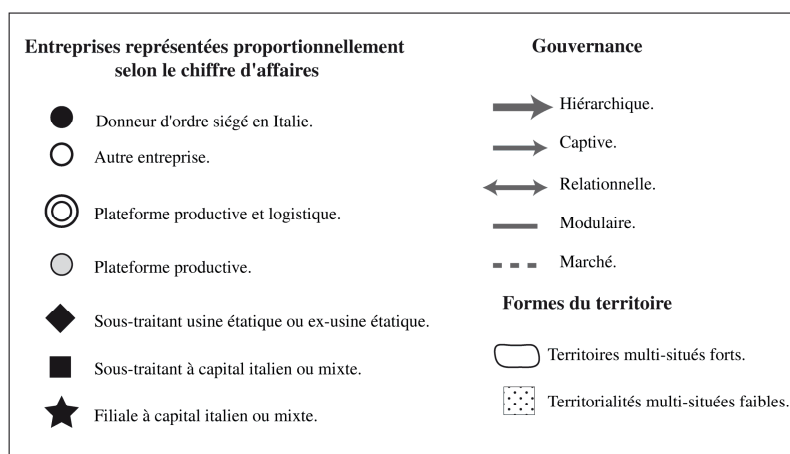 Entreprises représentées proportionnellement
selon le chiffre d'affaires
Donneur d'ordre siégé en Italie.
Autre entreprise.
Plateforme productive et logistique.
Plateforme productive.
Sous-traitant usine étatique ou ex-usine étatique.
Sous-traitant à capital italien ou mixte.
Filiale à capital italien ou mixte.
Gouvernance
Hiérarchique.
Captive.
Relationnelle.
Modulaire.
Marché.
Formes du territoire
Territoires multi-situés forts.
Territorialités multi-situées faibles.